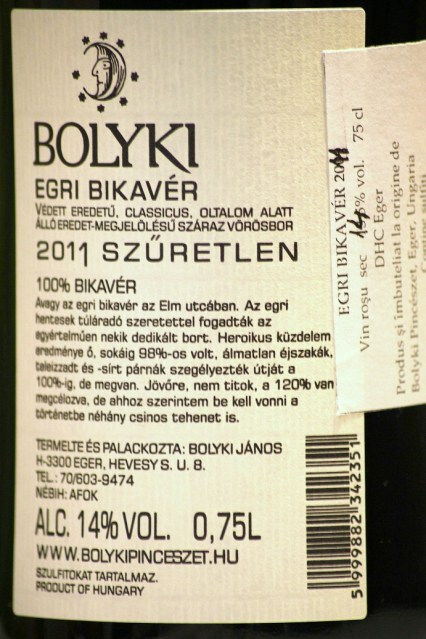 BOLYKI
EGRI BIKAVÉR
VÉDETT EREDETŰ, CLASSICUS, OLTALOM ALATT
ÁLLÓ EREDET-MEGJELÖLÉSŰ SZÁRAZ VÖRÖSBOR
2011 SZŰRETLEN
100% BIKAVÉR
Avagy az egri bikavér az Elm utcában. Az egri
hentesek túláradó szeretettel fogadták az
egyértelműen nekik dedikált bort. Heroikus küzdelem
eredménye ő, sokáig 98%-os volt, álmatlan éjszakák,
teleizzadt és -sírt párnák szegélyezték útját a
100%-ig, de megvan. Jövőre, nem titok, a 120% van
megcélozva, de ahhoz szerintem be kell vonni a
történetbe néhány csinos tehenet is.
TERMELTE ÉS PALACKOZTA: BOLYKI JÁNOS
H-3300 EGER, HEVESY S. U. 8.
TEL.: 70/603-9474
NÉBIH: AFOK
ALC. 14% VOL. 0,75L
WWW.BOLYKIPINCESZET.HU
SZULFITOKAT TARTALMAZ.
PRODUCT OF HUNGARY
5 999882 342351
EGRI BIKAVÉR 2011
Vin roşu sec 14% vol. 75 cl
DHC Eger
Produs şi îmbuteliat la origine de
Bolyki Pincészet, Eger, Ungaria